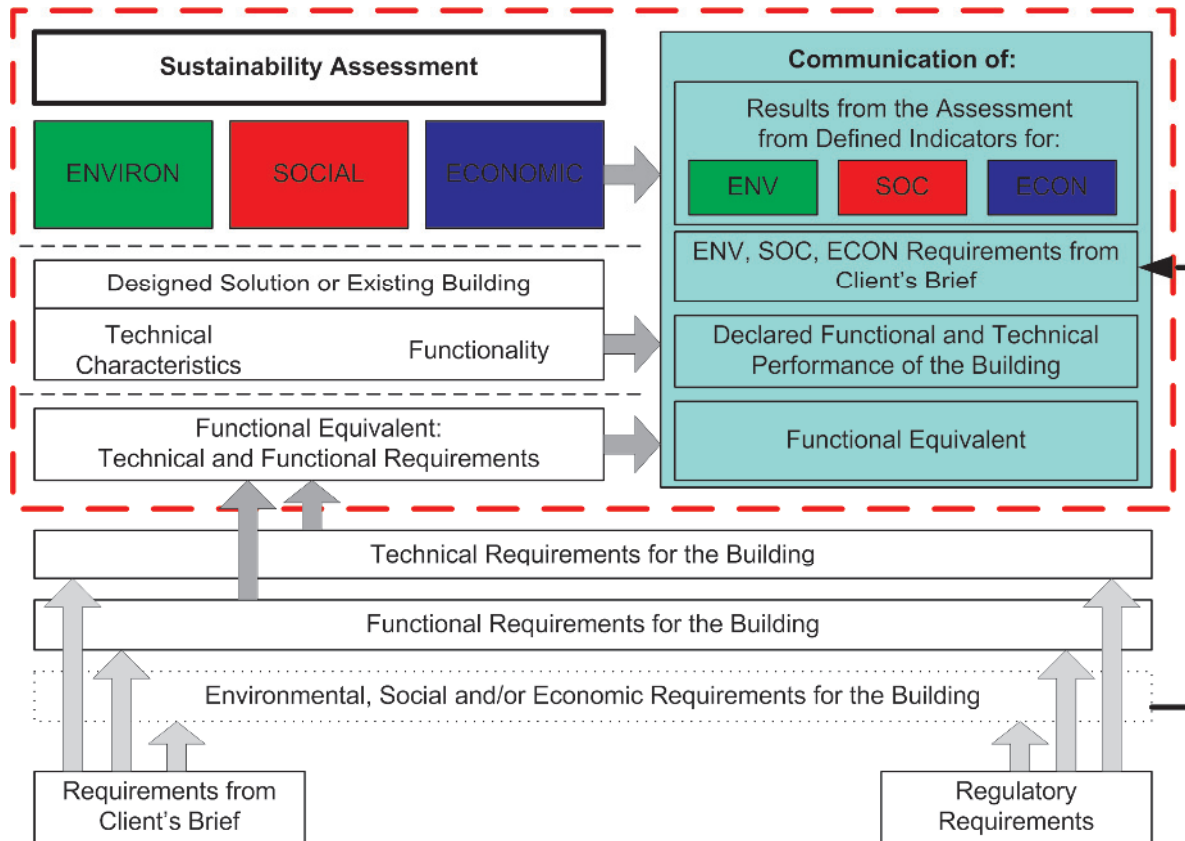 Sustainability Assessment
ENVIRON
SOCIAL
ECONOMIC
Designed Solution or Existing Building
Technical
Characteristics
Functionality
Functional Equivalent:
Technical and Functional Requirements
Communication of:
Results from the Assessment
from Defined Indicators for:
ENV
SOC
ECON
ENV, SOC, ECON Requirements from
Client's Brief
Declared Functional and Technical
Performance of the Building
Functional Equivalent
Technical Requirements for the Building
Functional Requirements for the Building
Environmental, Social and/or Economic Requirements for the Building
Requirements from
Client's Brief
Regulatory
Requirements